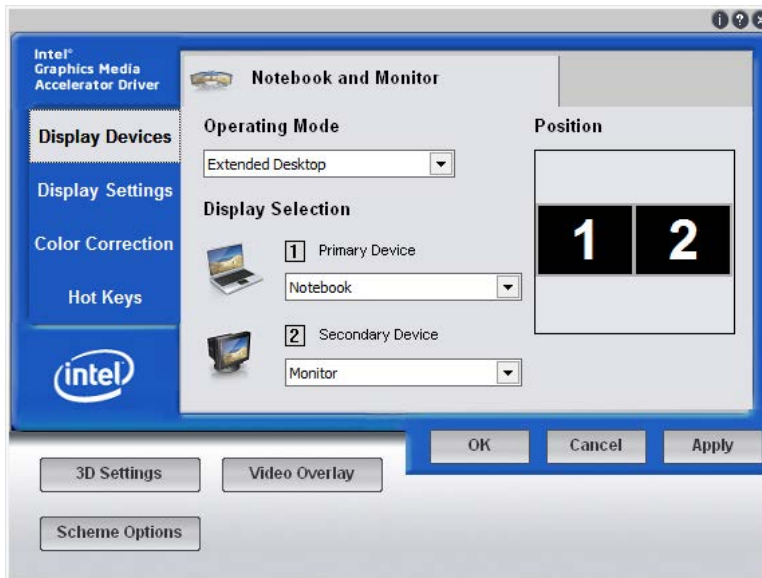 Intel®
Graphics Media
Accelerator Driver
Notebook and Monitor
Display Devices
Display Settings
Color Correction
Hot Keys
intel
Operating Mode
Extended Desktop
Display Selection
1 Primary Device
Notebook
2 Secondary Device
Monitor
Position
1 2
OK Cancel Apply
3D Settings Video Overlay
Scheme Options